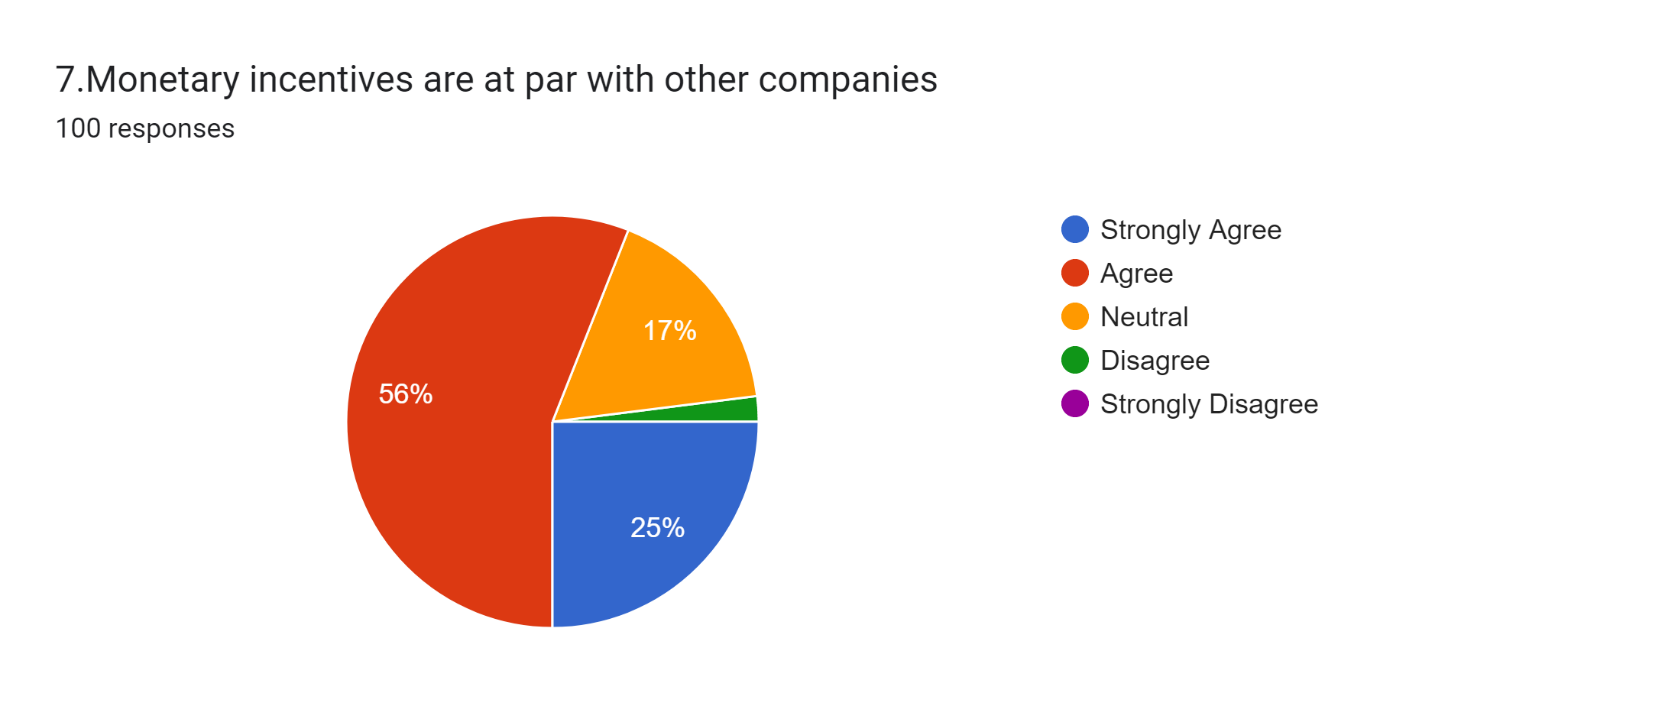 7.Monetary incentives are at par with other companies
100 responses
Strongly Agree
Agree
Neutral
Disagree
Strongly Disagree
17%
56%
25%